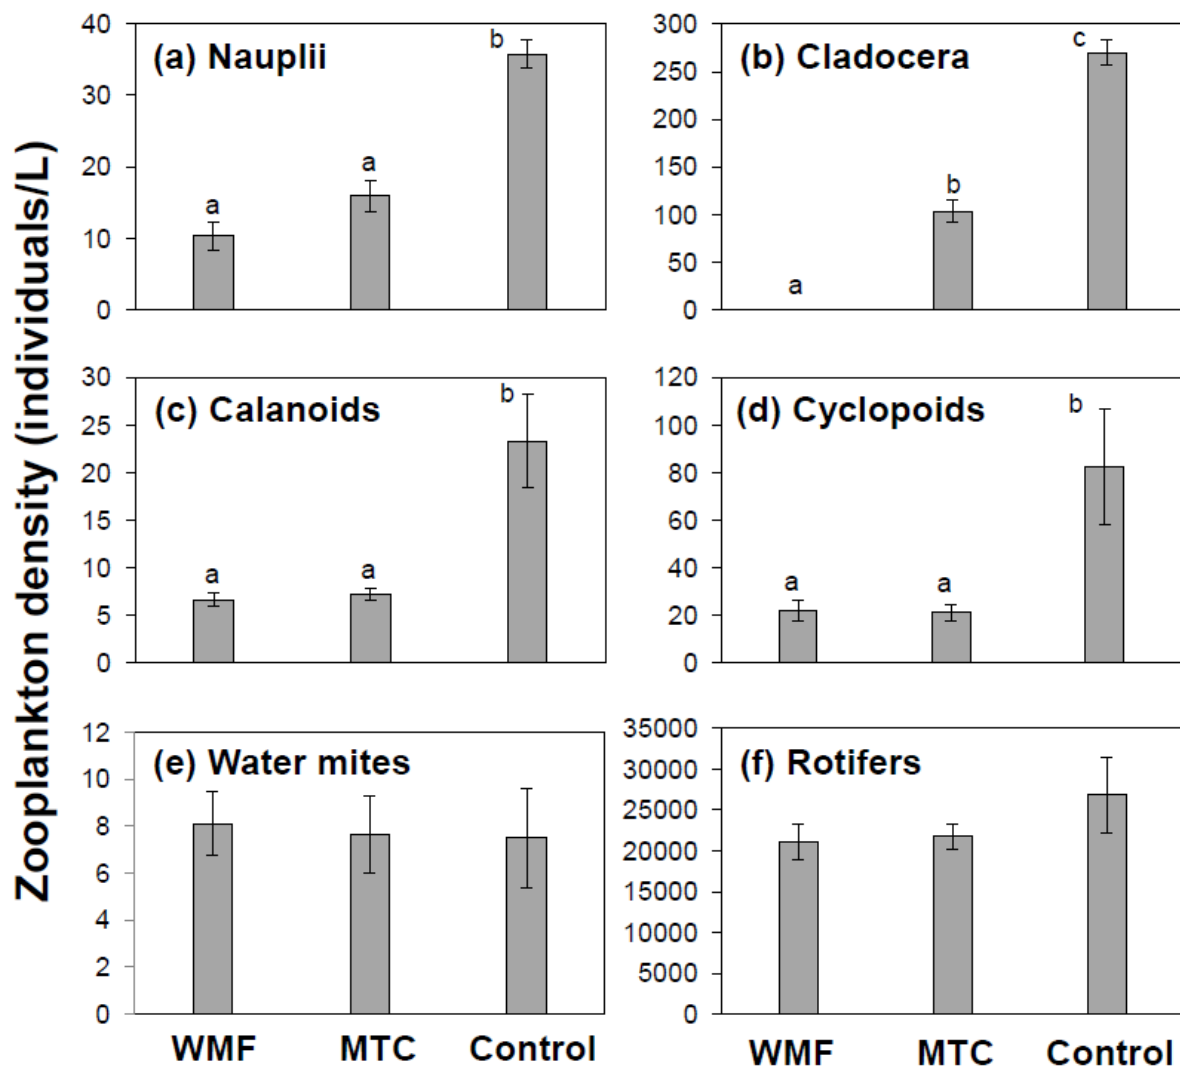 Zooplankton density (individuals/L)
(a) Nauplii
40
30
20
10
0
a
a
b
(b) Cladocera
300
250
200
150
100
50
0
a
b
c
(c) Calanoids
30
25
20
15
10
5
0
a
a
b
(d) Cyclopoids
120
100
80
60
40
20
0
a
a
b
(e) Water mites
12
10
8
6
4
2
0
WMF MTC Control
(f) Rotifers
35000
30000
25000
20000
15000
10000
5000
0
WMF MTC Control